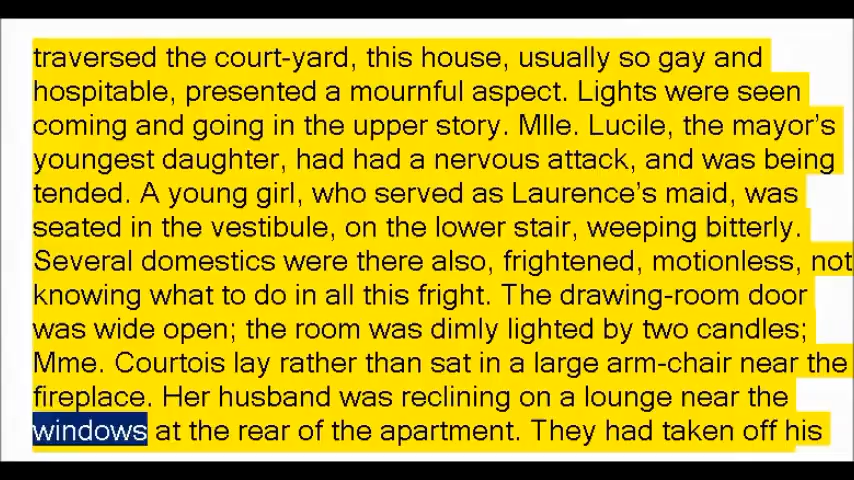 traversed the court-yard, this house, usually so gay and
hospitable, presented a mournful aspect. Lights were seen
coming and going in the upper story. Mlle. Lucile, the mayor’s
youngest daughter, had had a nervous attack, and was being
tended. A young girl, who served as Laurence’s maid, was
seated in the vestibule, on the lower stair, weeping bitterly.
Several domestics were there also, frightened, motionless, not
knowing what to do in all this fright. The drawing-room door
was wide open; the room was dimly lighted by two candles;
Mme. Courtois lay rather than sat in a large arm-chair near the
fireplace. Her husband was reclining on a lounge near the
windows at the rear of the apartment. They had taken off his